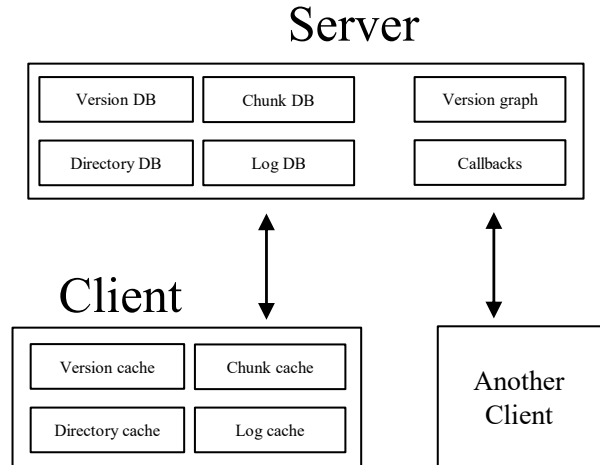 Server
Version DB
Chunk DB
Version graph
Directory DB
Log DB
Callbacks
Client
Version cache
Chunk cache
Directory cache
Log cache
Another
Client